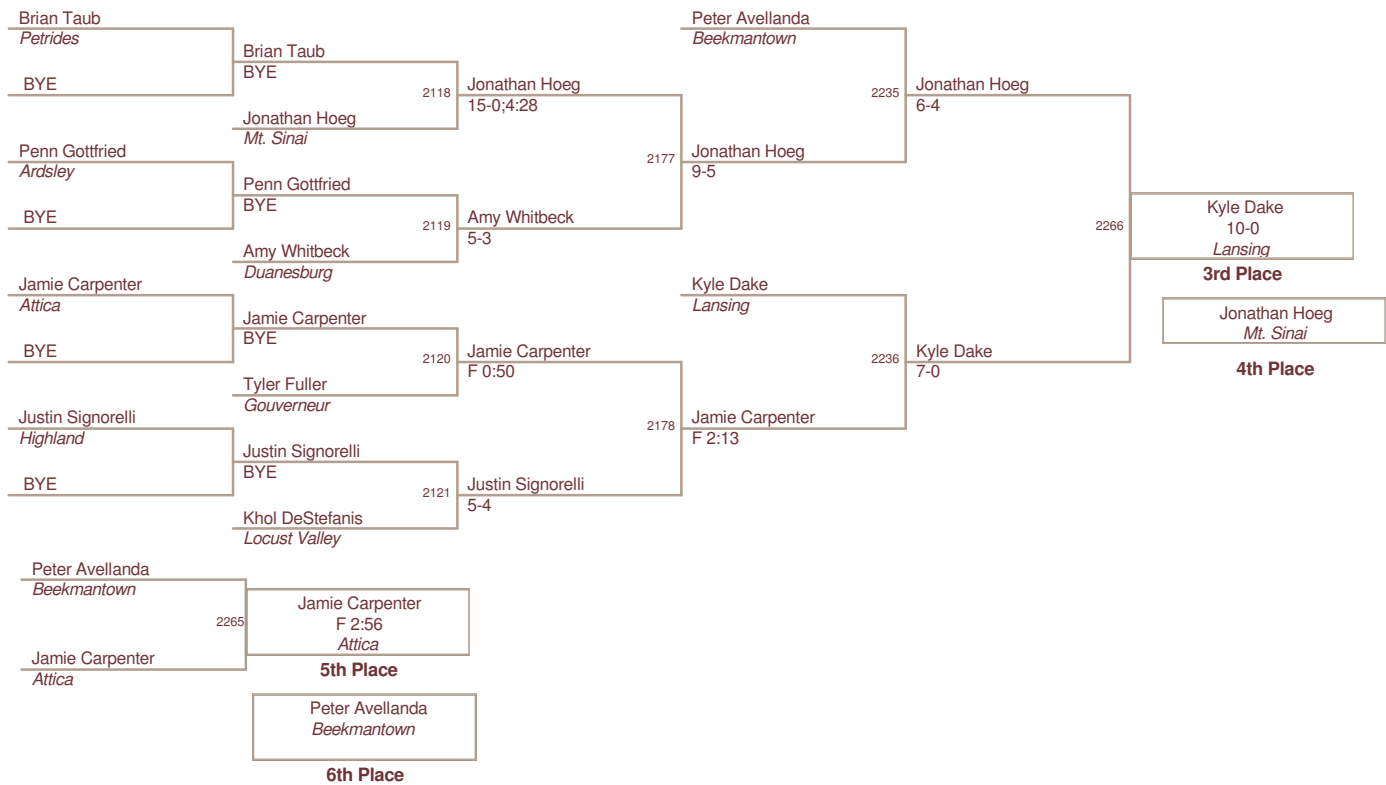 Brian Taub
Petrides
BYE
Penn Gottfried
Ardsley
BYE
Jamie Carpenter
Attica
BYE
Justin Signorelli
Highland
BYE
Brian Taub
BYE
2118
Jonathan Hoeg
Mt. Sinai
Penn Gottfried
BYE
2119
Amy Whitbeck
Duanesburg
Jamie Carpenter
BYE
2120
Tyler Fuller
Gouverneur
Justin Signorelli
BYE
2121
Khol DeStefanis
Locust Valley
Jonathan Hoeg
15-0;4:28
2177
Amy Whitbeck
5-3
Jamie Carpenter
F 0:50
2178
Justin Signorelli
5-4
Peter Avellanda
Beekmantown
2235
Jonathan Hoeg
9-5
Kyle Dake
Lansing
2236
Jamie Carpenter
F 2:13
Jonathan Hoeg
6-4
2266
Kyle Dake
7-0
Kyle Dake
10-0
Lansing
3rd Place
Jonathan Hoeg
Mt. Sinai
4th Place
Peter Avellanda
Beekmantown
2265
Jamie Carpenter
Attica
Jamie Carpenter
F 2:56
Attica
5th Place
Peter Avellanda
Beekmantown
6th Place